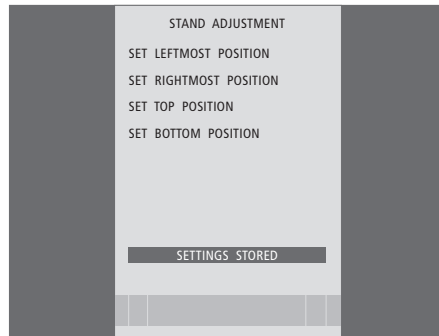 STAND ADJUSTMENT
SET LEFTMOST POSITION
SET RIGHTMOST POSITION
SET TOP POSITION
SET BOTTOM POSITION
SETTINGS STORED